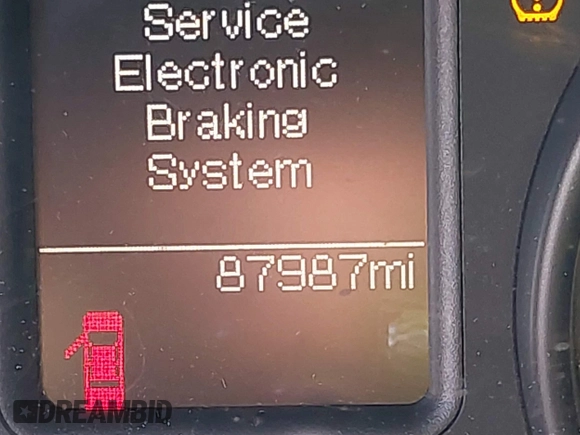 Service
Electronic
Braking
System
87987mi
DREAMBID